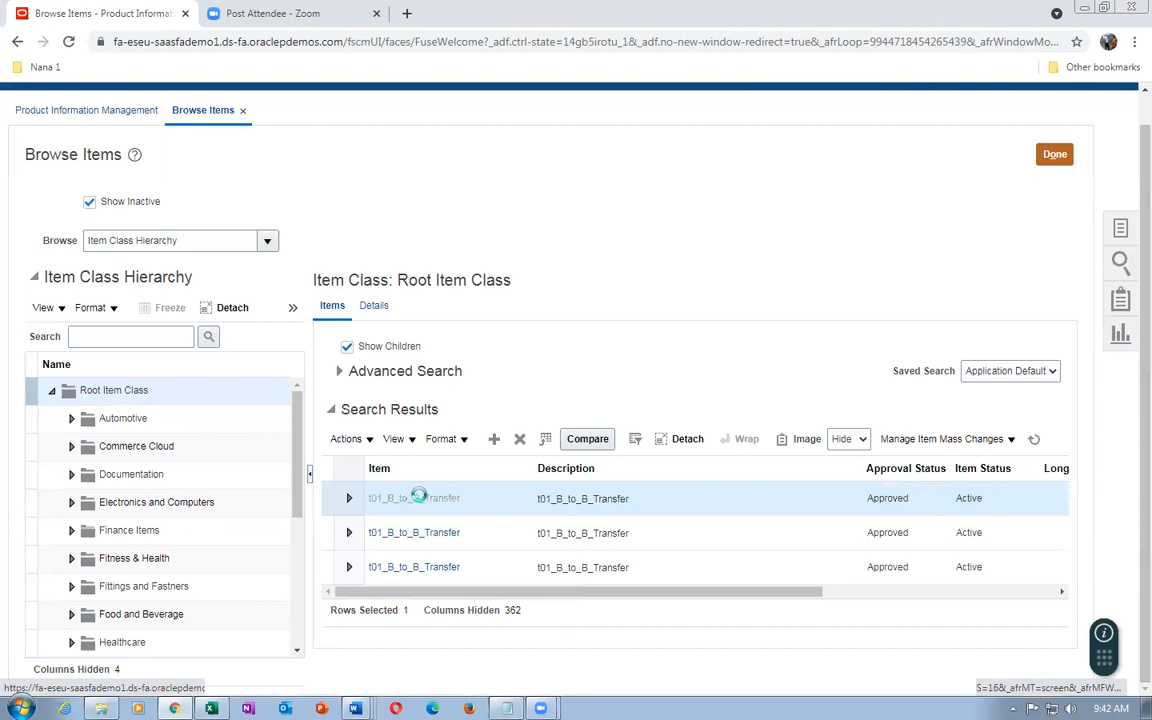 Browse Items - Product Informat
Post Attendee - Zoom
fa-eseu-saasfademo1.ds-fa.oraclepdemos.com/fscmUI/faces/FuseWelcome?_adf.ctrl-state=14gb5irotu_1&_adf.no-new-window-redirect=true&_afrLoop=9944718454265439&_afrWindowMo...
Nana 1
Other bookmarks
Product Information Management
Browse Items
Browse Items
Done
Show Inactive
Browse
Item Class Hierarchy
Item Class Hierarchy
Item Class: Root Item Class
View
Format
Freeze
Detach
Items
Details
Search
Show Children
Name
Advanced Search
Saved Search
Application Default
Root Item Class
Search Results
Automotive
Actions
View
Format
Compare
Detach
Wrap
Image
Hide
Manage Item Mass Changes
Commerce Cloud
Item
Description
Approval Status
Item Status
Long
Documentation
t01_B_to_B_Transfer
t01_B_to_B_Transfer
Approved
Active
Electronics and Computers
Finance Items
t01_B_to_B_Transfer
t01_B_to_B_Transfer
Approved
Active
Fitness & Health
t01_B_to_B_Transfer
t01_B_to_B_Transfer
Approved
Active
Fittings and Fastners
Food and Beverage
Rows Selected 1
Columns Hidden 362
Healthcare
Columns Hidden 4
https://fa-eseu-saasfademo1.ds-fa.oraclepdemo
S=16&_afrMT=screen&_afrMFW...
9:42 AM